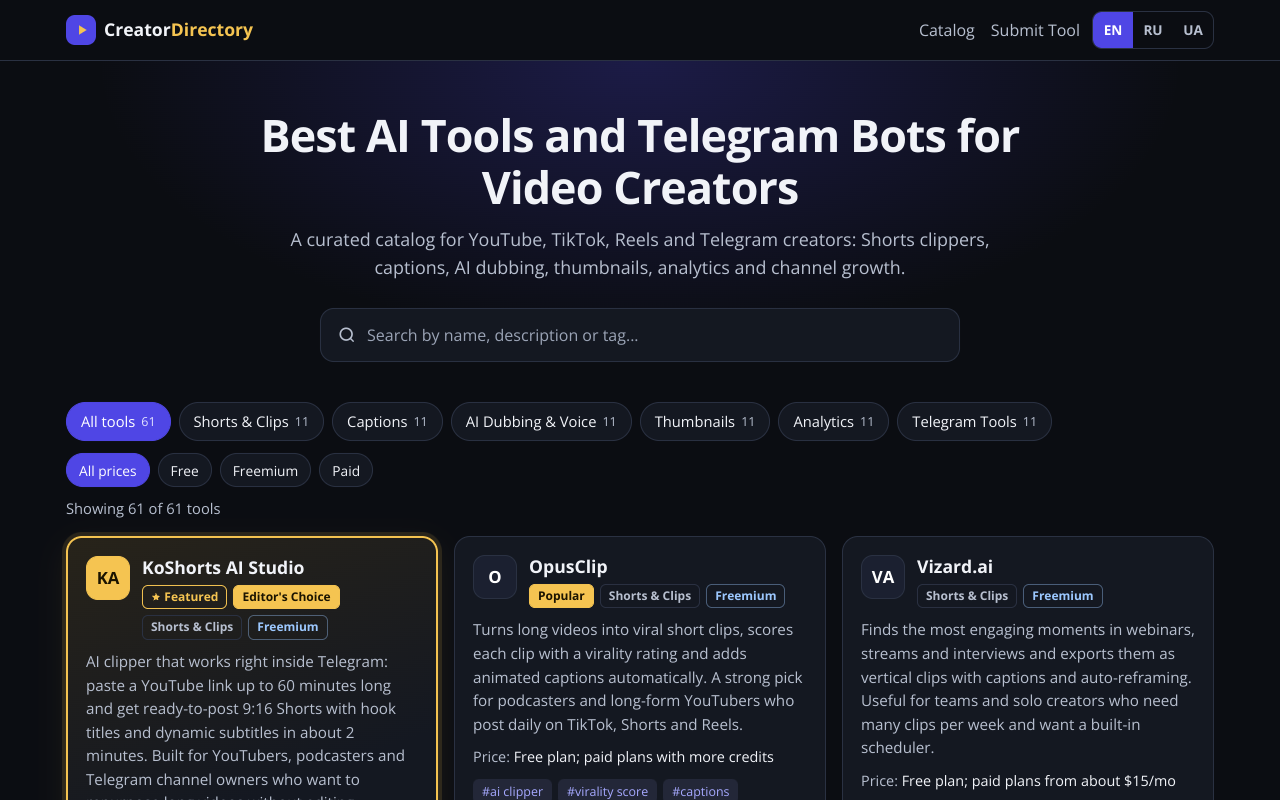 CreatorDirectory
Catalog Submit Tool EN RU UA
Best AI Tools and Telegram Bots for
Video Creators
A curated catalog for YouTube, TikTok, Reels and Telegram creators: Shorts clippers,
captions, AI dubbing, thumbnails, analytics and channel growth.
Search by name, description or tag...
All tools 61 Shorts & Clips 11 Captions 11 AI Dubbing & Voice 11 Thumbnails 11 Analytics 11 Telegram Tools 11
All prices Free Freemium Paid
Showing 61 of 61 tools
KA
KoShorts AI Studio
★ Featured Editor's Choice
Shorts & Clips Freemium
AI clipper that works right inside Telegram:
paste a YouTube link up to 60 minutes long
and get ready-to-post 9:16 Shorts with hook
titles and dynamic subtitles in about 2
minutes. Built for YouTubers, podcasters and
Telegram channel owners who want to
O
OpusClip
Popular Shorts & Clips Freemium
Turns long videos into viral short clips, scores
each clip with a virality rating and adds
animated captions automatically. A strong pick
for podcasters and long-form YouTubers who
post daily on TikTok, Shorts and Reels.
Price: Free plan; paid plans with more credits
#ai clipper #virality score #captions
VA
Vizard.ai
Shorts & Clips Freemium
Finds the most engaging moments in webinars,
streams and interviews and exports them as
vertical clips with captions and auto-reframing.
Useful for teams and solo creators who need
many clips per week and want a built-in
scheduler.
Price: Free plan; paid plans from about $15/mo